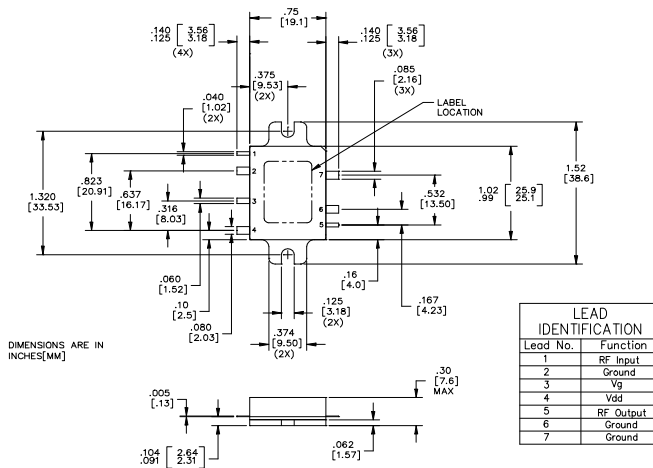 .75
[19.1]
.140
.125
[3.56
3.18]
(4X)
.140
.125
[3.56
3.18]
(3X)
.375
[9.53]
(2X)
.085
[2.16]
(3X)
.040
[1.02]
(2X)
LABEL
LOCATION
1
2
3
4
7
6
5
1.320
[33.53]
.823
[20.91]
.637
[16.17]
.316
[8.03]
.532
[13.50]
1.02
.99
[25.9
25.1]
1.52
[38.6]
.060
[1.52]
.10
[2.5]
.080
[2.03]
.125
[3.18]
(2X)
.374
[9.50]
(2X)
.16
[4.0]
.167
[4.23]
DIMENSIONS ARE IN
INCHES[MM]
LEAD
IDENTIFICATION
Lead No. Function
1 RF Input
2 Ground
3 Vg
4 Vdd
5 RF Output
6 Ground
7 Ground
.005
[.13]
.30
[7.6]
MAX
.104
.091
[2.64
2.31]
.062
[1.57]